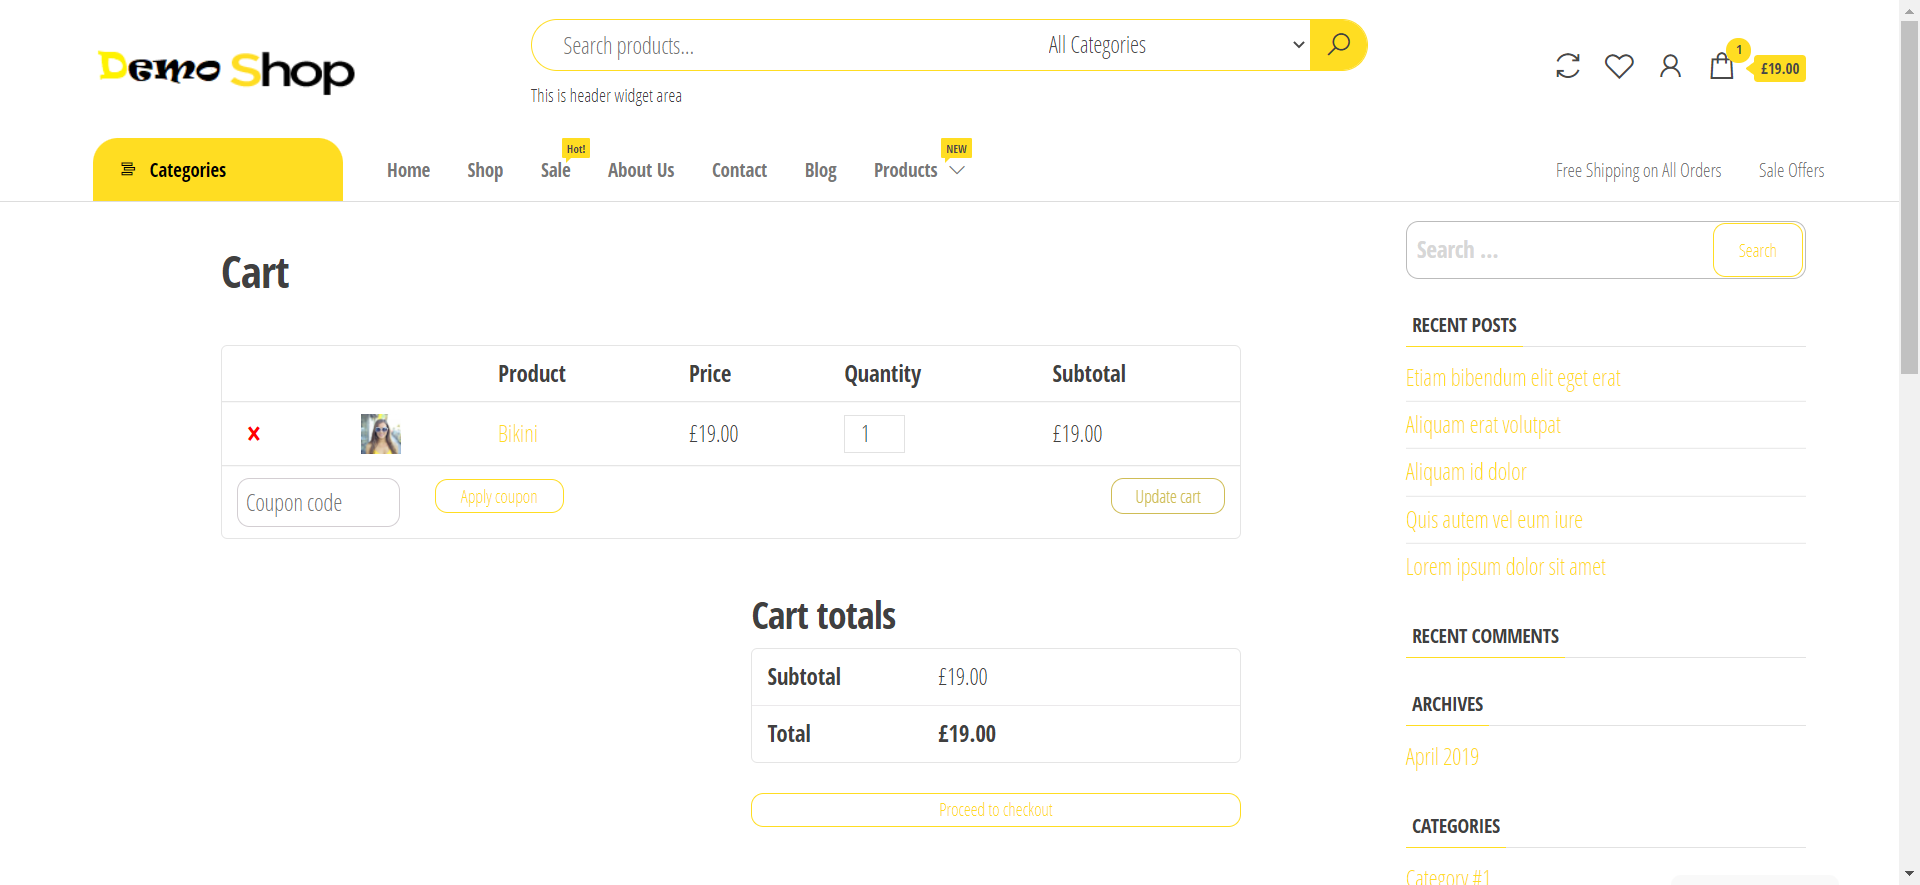 Demo Shop
Search products...
All Categories
This is header widget area
1
£19.00
Categories
Home
Shop
Sale
Hot!
About Us
Contact
Blog
Products
NEW
Free Shipping on All Orders
Sale Offers
Cart
Product Price Quantity Subtotal
× Bikini £19.00 1 £19.00
Coupon code
Apply coupon
Update cart
Cart totals
Subtotal £19.00
Total £19.00
Proceed to checkout
Search ...
Search
RECENT POSTS
Etiam bibendum elit eget erat
Aliquam erat volutpat
Aliquam id dolor
Quis autem vel eum iure
Lorem ipsum dolor sit amet
RECENT COMMENTS
ARCHIVES
April 2019
CATEGORIES
Category #1